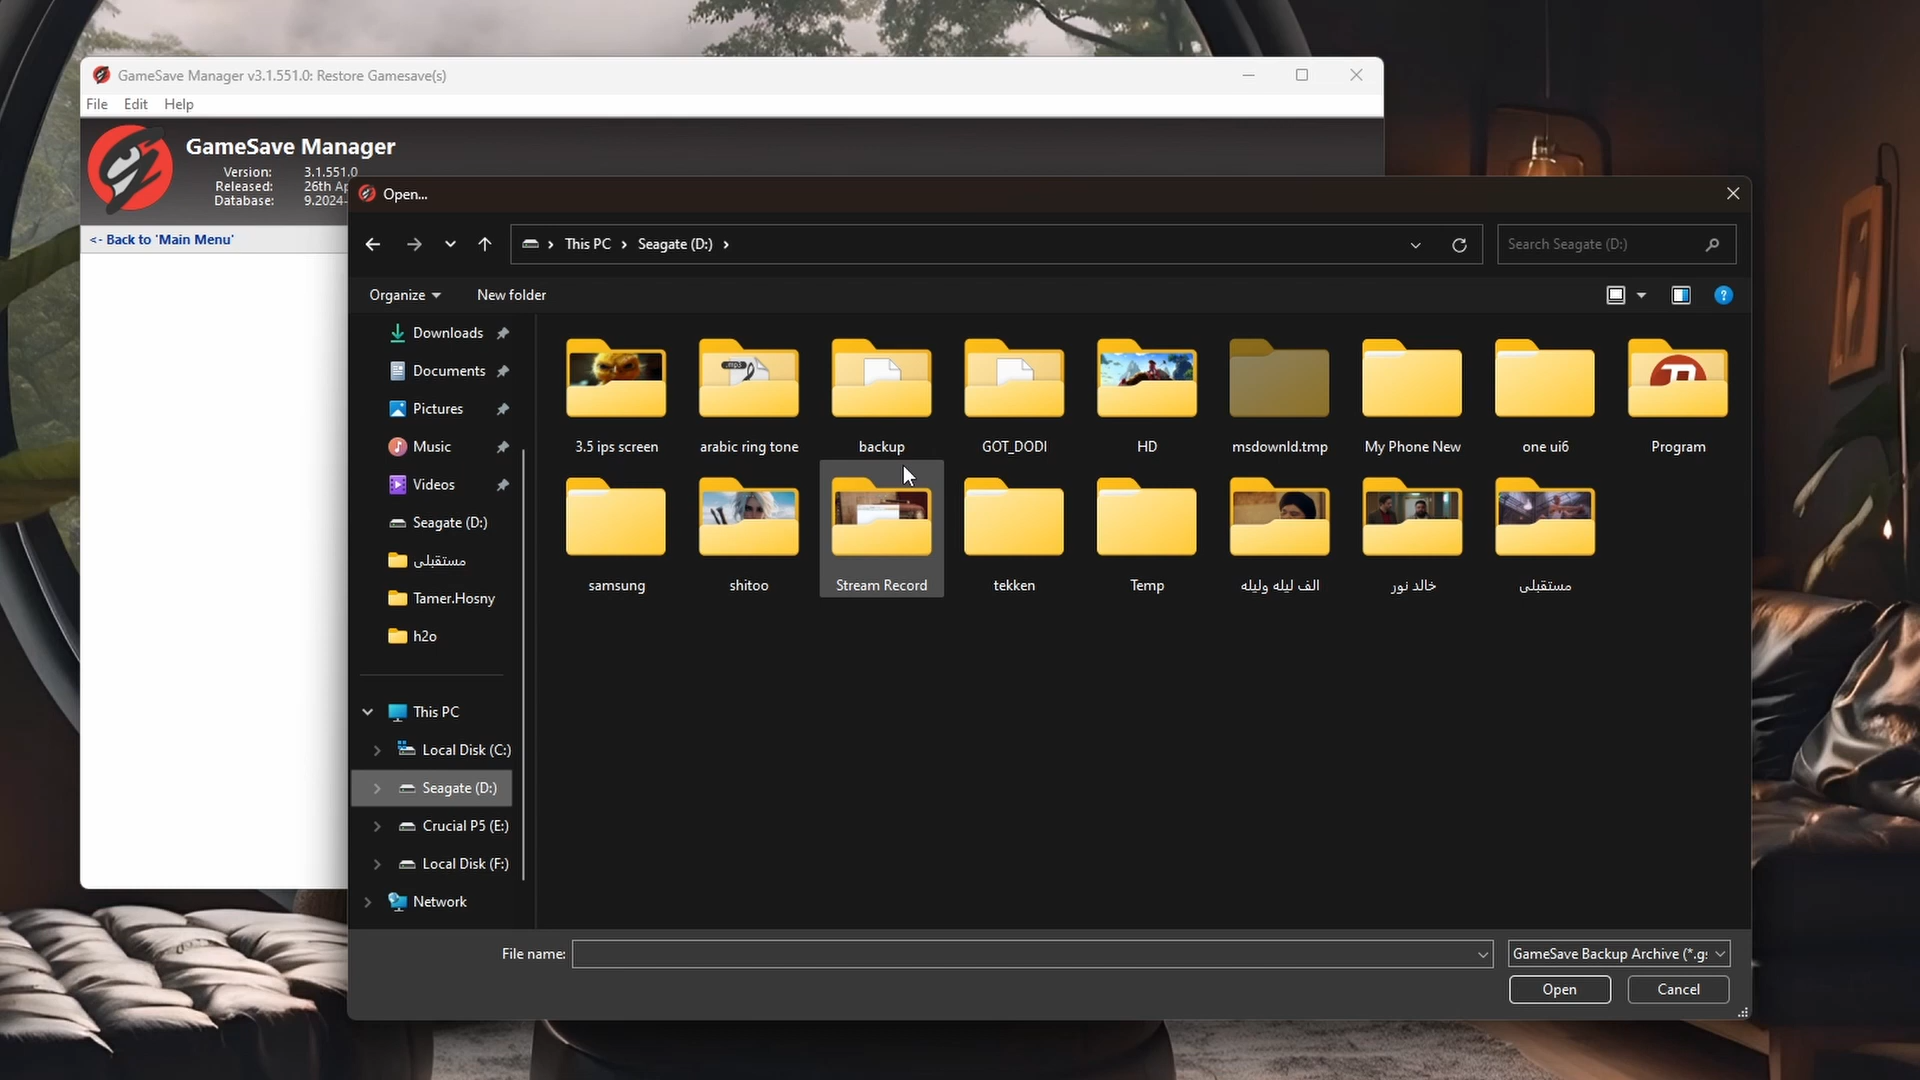 GameSave Manager v3.1.551.0: Restore Gamesave(s)
File Edit Help
GameSave Manager
Version: 3.1.551.0
Released: 26th Ap
Database: 9.2024-
<- Back to 'Main Menu'
Open...
This PC > Seagate (D:) >
Search Seagate (D:)
Organize New folder
Downloads
Documents
Pictures
Music
Videos
Seagate (D:)
مستقبلى
Tamer.Hosny
h2o
This PC
Local Disk (C:)
Seagate (D:)
Crucial P5 (E:)
Local Disk (F:)
Network
.mp3
3.5 ips screen arabic ring tone backup GOT_DODI HD msdownld.tmp My Phone New one ui6 Program
samsung shitoo Stream Record tekken Temp الف ليله وليله خالد نور مستقبلى
File name: GameSave Backup Archive (*.g
Open Cancel